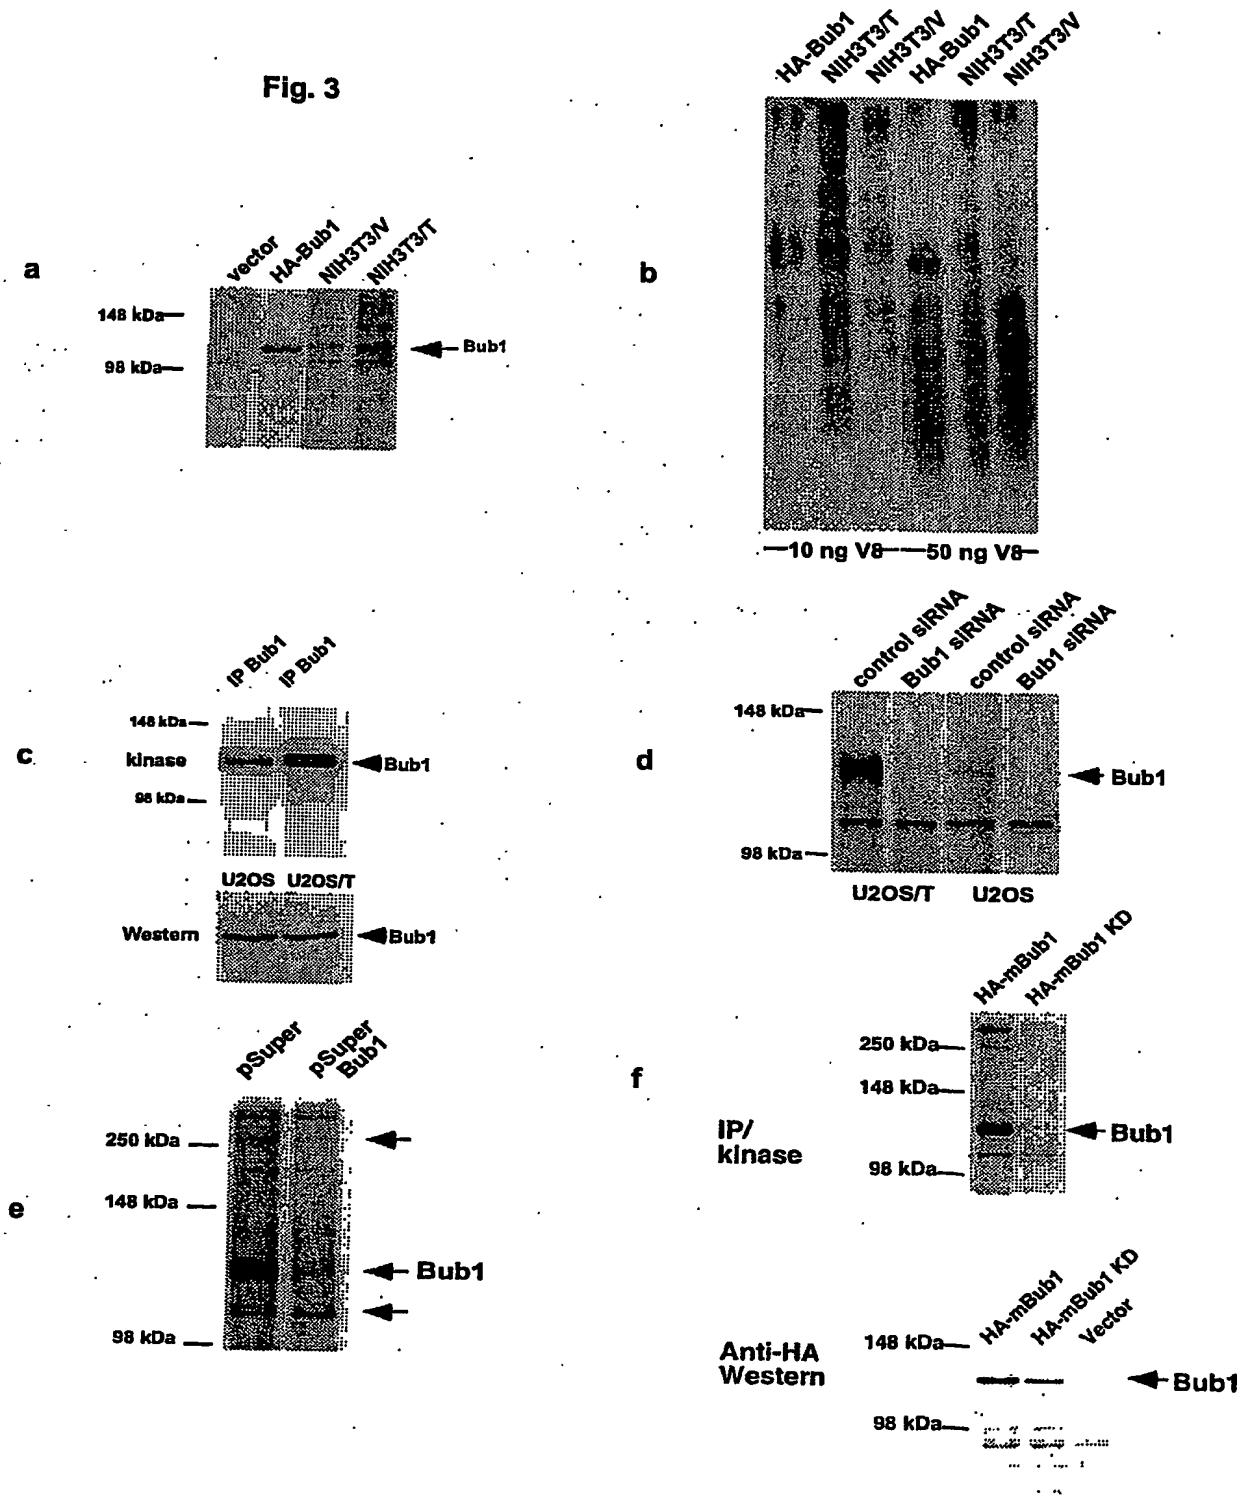 Fig. 3
a
vector
HA-Bub1
NIH3T3/V
NIH3T3/T
148 kDa
98 kDa
Bub1
b
HA-Bub1
NIH3T3/T
NIH3T3/V
HA-Bub1
NIH3T3/T
NIH3T3/V
10 ng V8
50 ng V8
c
IP Bub1
IP Bub1
148 kDa
kinase
98 kDa
Bub1
U2OS
U2OS/T
Western
Bub1
d
control siRNA
Bub1 siRNA
control siRNA
Bub1 siRNA
148 kDa
98 kDa
Bub1
U2OS/T
U2OS
e
pSuper
pSuper
Bub1
250 kDa
148 kDa
98 kDa
Bub1
f
HA-mBub1
HA-mBub1 KD
250 kDa
148 kDa
98 kDa
IP/
kinase
Bub1
HA-mBub1
HA-mBub1 KD
Vector
148 kDa
98 kDa
Anti-HA
Western
Bub1